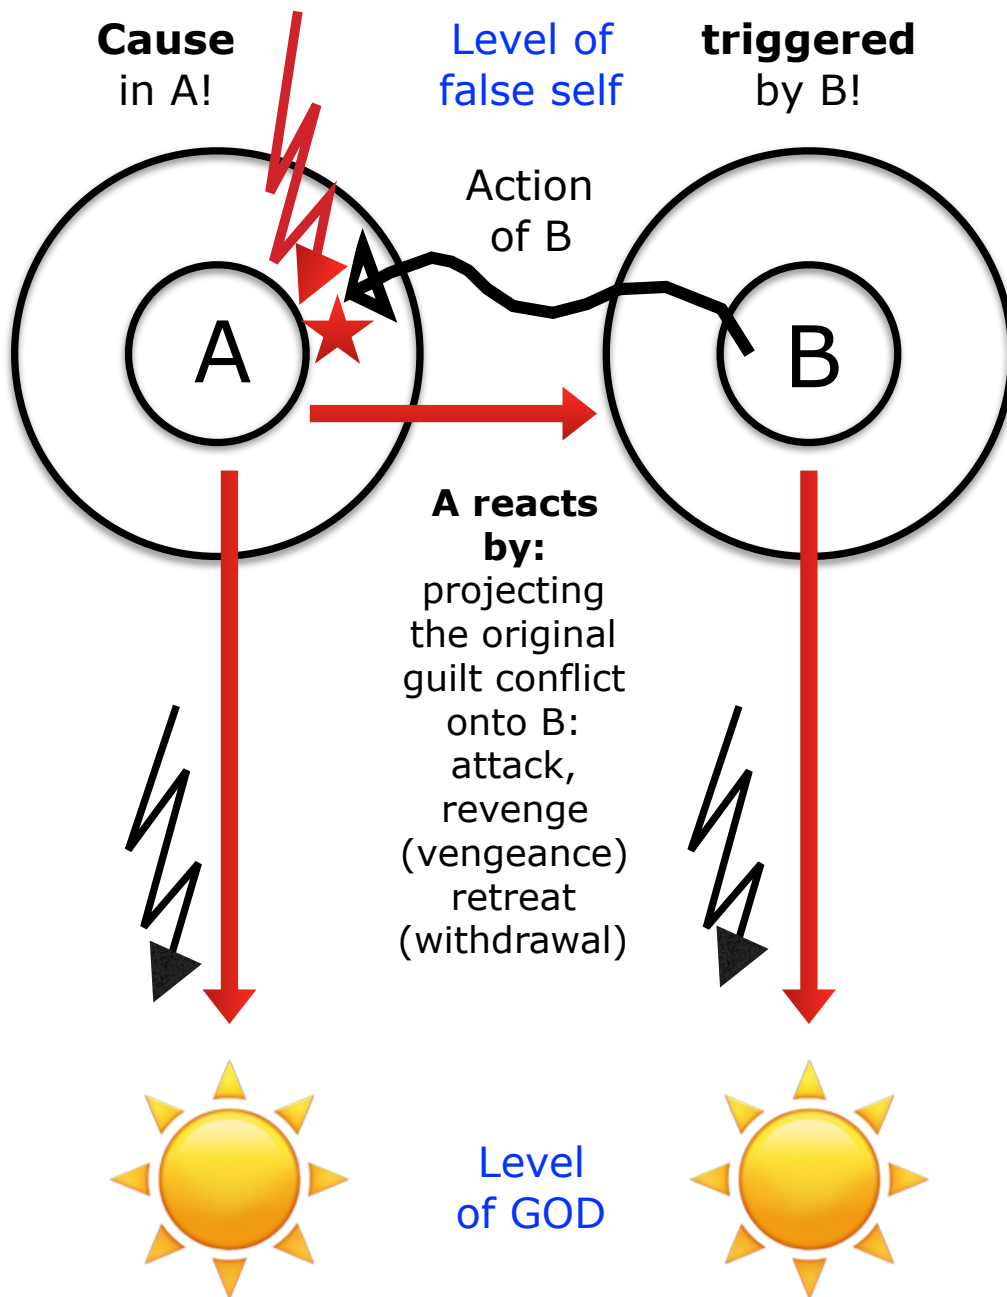 Cause
in A!
Level of
false self
triggered
by B!
Action
of B
A
B
A reacts
by:
projecting
the original
guilt conflict
onto B:
attack,
revenge
(vengeance)
retreat
(withdrawal)
Level
of GOD